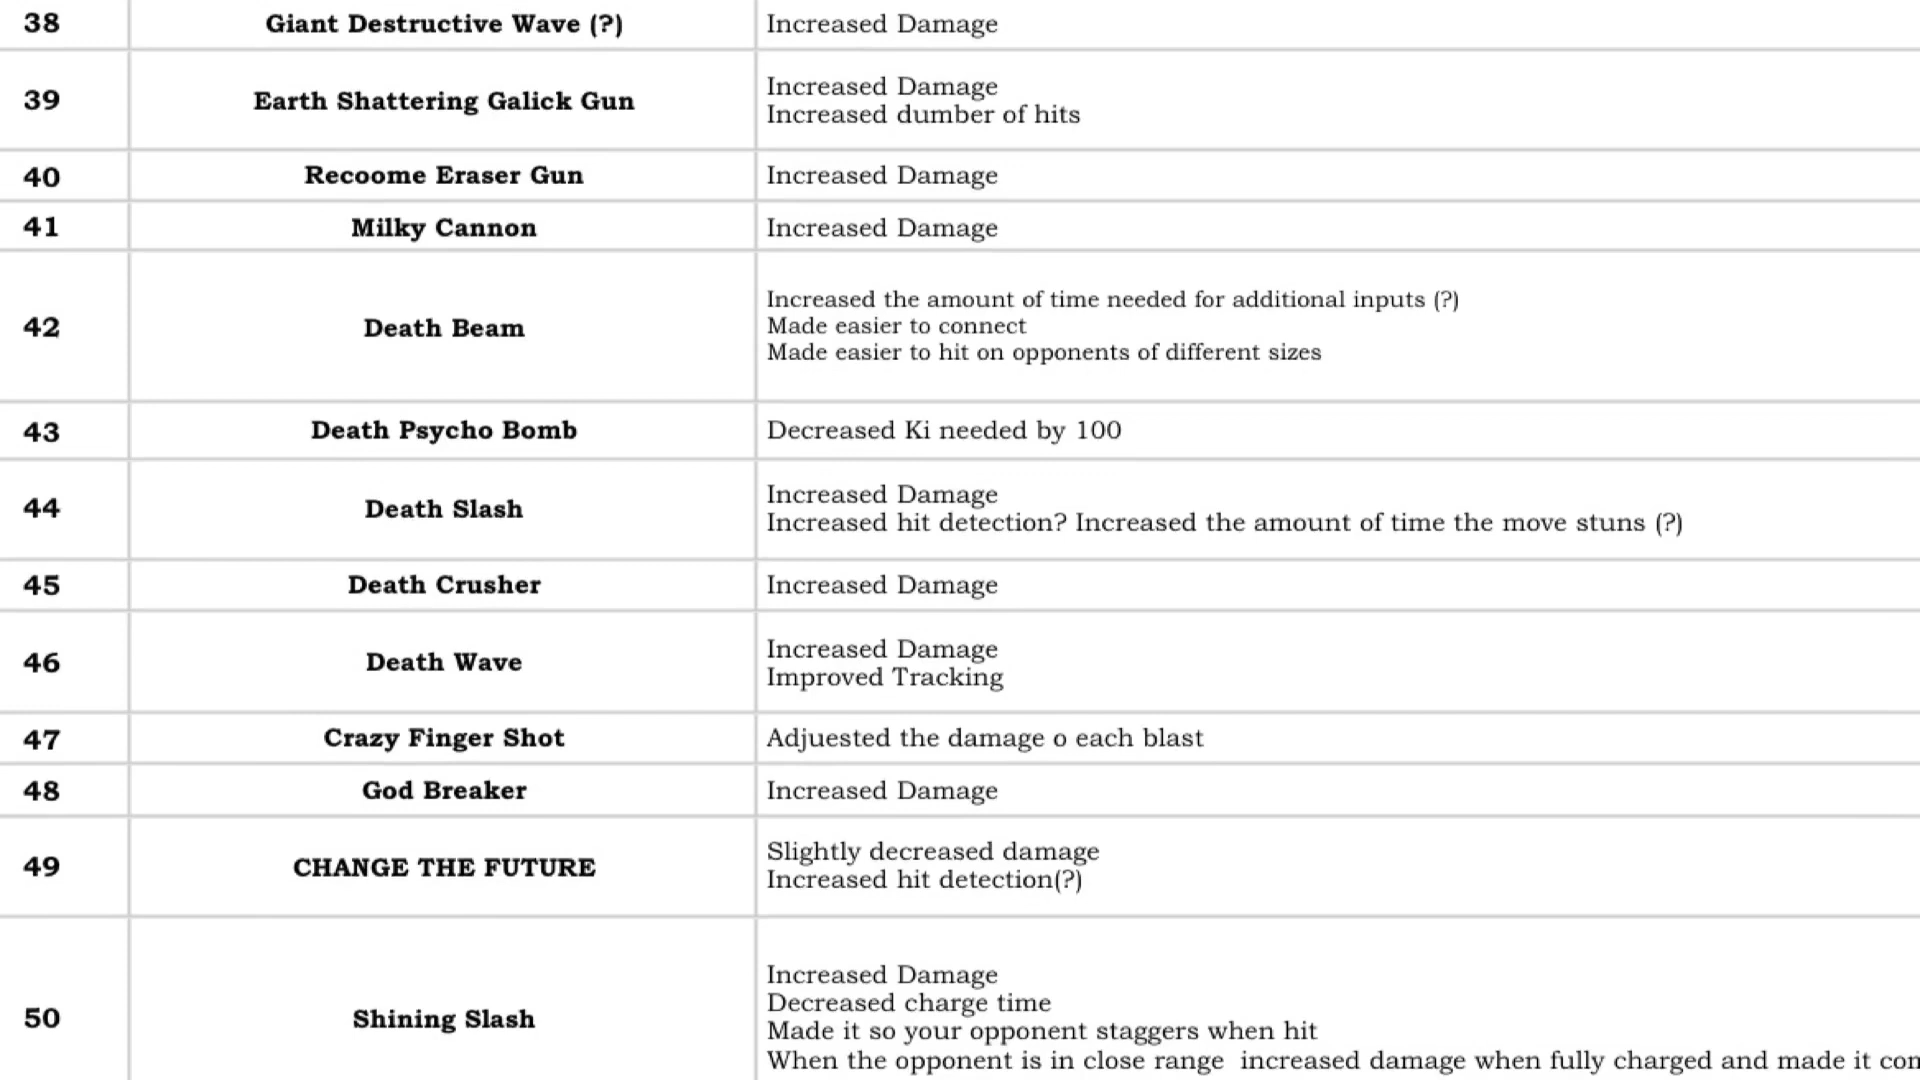 38 Giant Destructive Wave (?) Increased Damage
39 Earth Shattering Galick Gun Increased Damage
Increased dumber of hits
40 Recoome Eraser Gun Increased Damage
41 Milky Cannon Increased Damage
42 Death Beam Increased the amount of time needed for additional inputs (?)
Made easier to connect
Made easier to hit on opponents of different sizes
43 Death Psycho Bomb Decreased Ki needed by 100
44 Death Slash Increased Damage
Increased hit detection? Increased the amount of time the move stuns (?)
45 Death Crusher Increased Damage
46 Death Wave Increased Damage
Improved Tracking
47 Crazy Finger Shot Adjuested the damage o each blast
48 God Breaker Increased Damage
49 CHANGE THE FUTURE Slightly decreased damage
Increased hit detection(?)
50 Shining Slash Increased Damage
Decreased charge time
Made it so your opponent staggers when hit
When the opponent is in close range increased damage when fully charged and made it